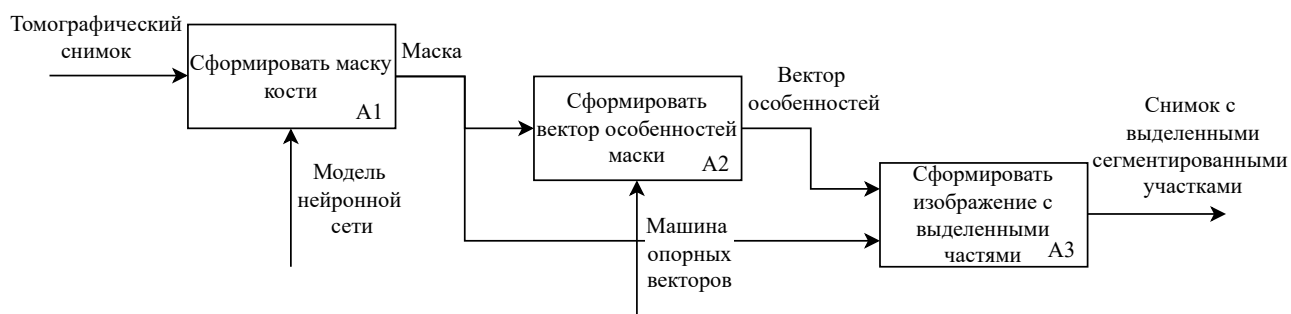 Томографический
снимок
Сформировать маску
кости
A1
Маска
Модель
нейронной
сети
Сформировать
вектор особенностей
маски
A2
Вектор
особенностей
Машина
опорных
векторов
Сформировать
изображение с
выделенными
частями
A3
Снимок с
выделенными
сегментированными
участками